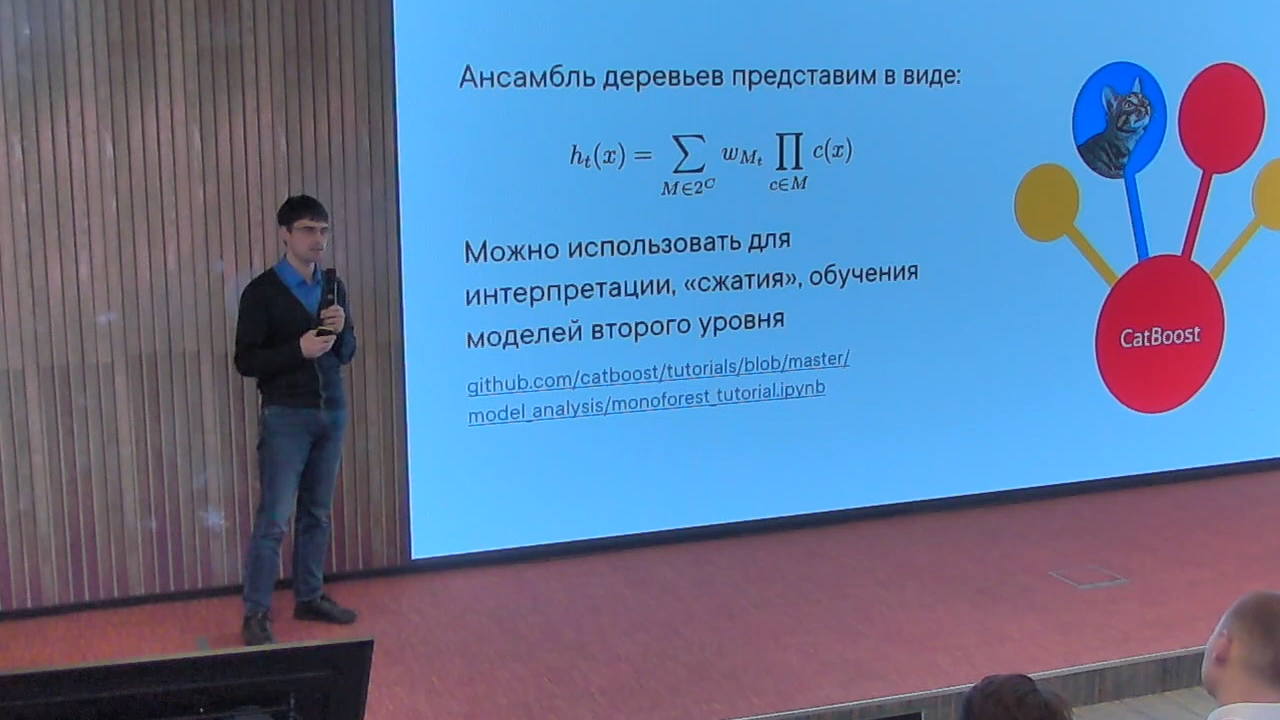 Ансамбль деревьев представим в виде:
h_t(x) = ∑_{M∈2^C} w_{M_t} ∏_{c∈M} c(x)
Можно использовать для
интерпретации, «сжатия», обучения
моделей второго уровня
github.com/catboost/tutorials/blob/master/
model_analysis/monoforest_tutorial.ipynb
CatBoost